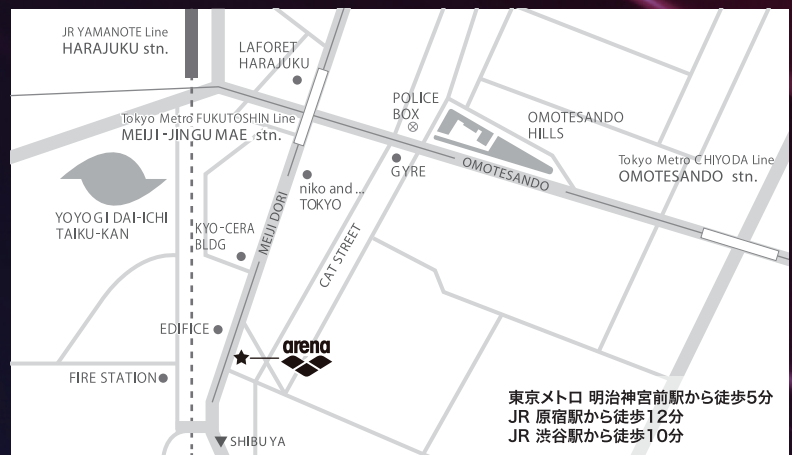 JR YAMANOTE Line
HARAJUKU stn.
LAFORET
HARAJUKU
POLICE
BOX
OMOTESANDO
HILLS
Tokyo Metro FUKUTOSHIN Line
MEIJI-JINGUMAE stn.
Tokyo Metro CHIYODA Line
OMOTESANDO stn.
GYRE
OMOTESANDO
niko and ...
TOKYO
YOYOGI DAI-ICHI
TAIKU-KAN
KYO-CERA
BLDG
MEIJI DORI
CAT STREET
EDIFICE
arena
FIRE STATION
SHIBUYA
東京メトロ 明治神宮前駅から徒歩5分
JR 原宿駅から徒歩12分
JR 渋谷駅から徒歩10分